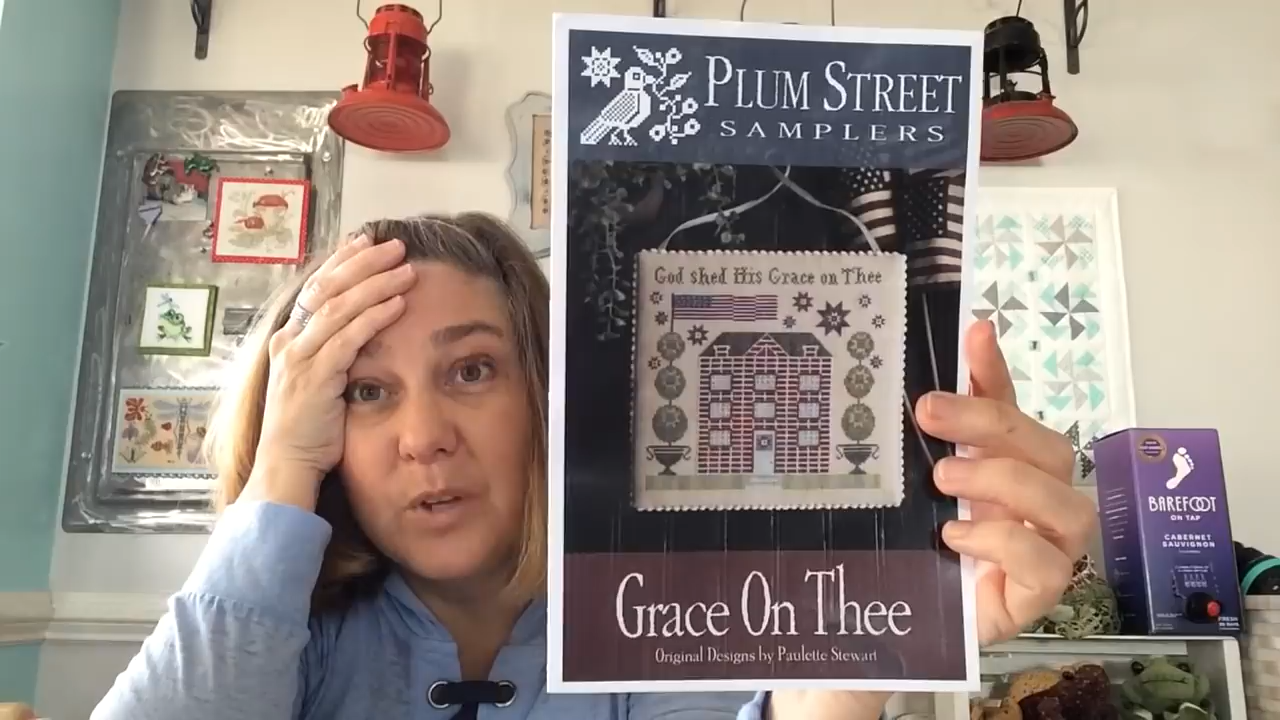 PLUM STREET
SAMPLERS
God shed His Grace on Thee
Grace On Thee
Original Designs by Paulette Stewart
BAREFOOT
ON TAP
CABERNET
SAUVIGNON
FRESH